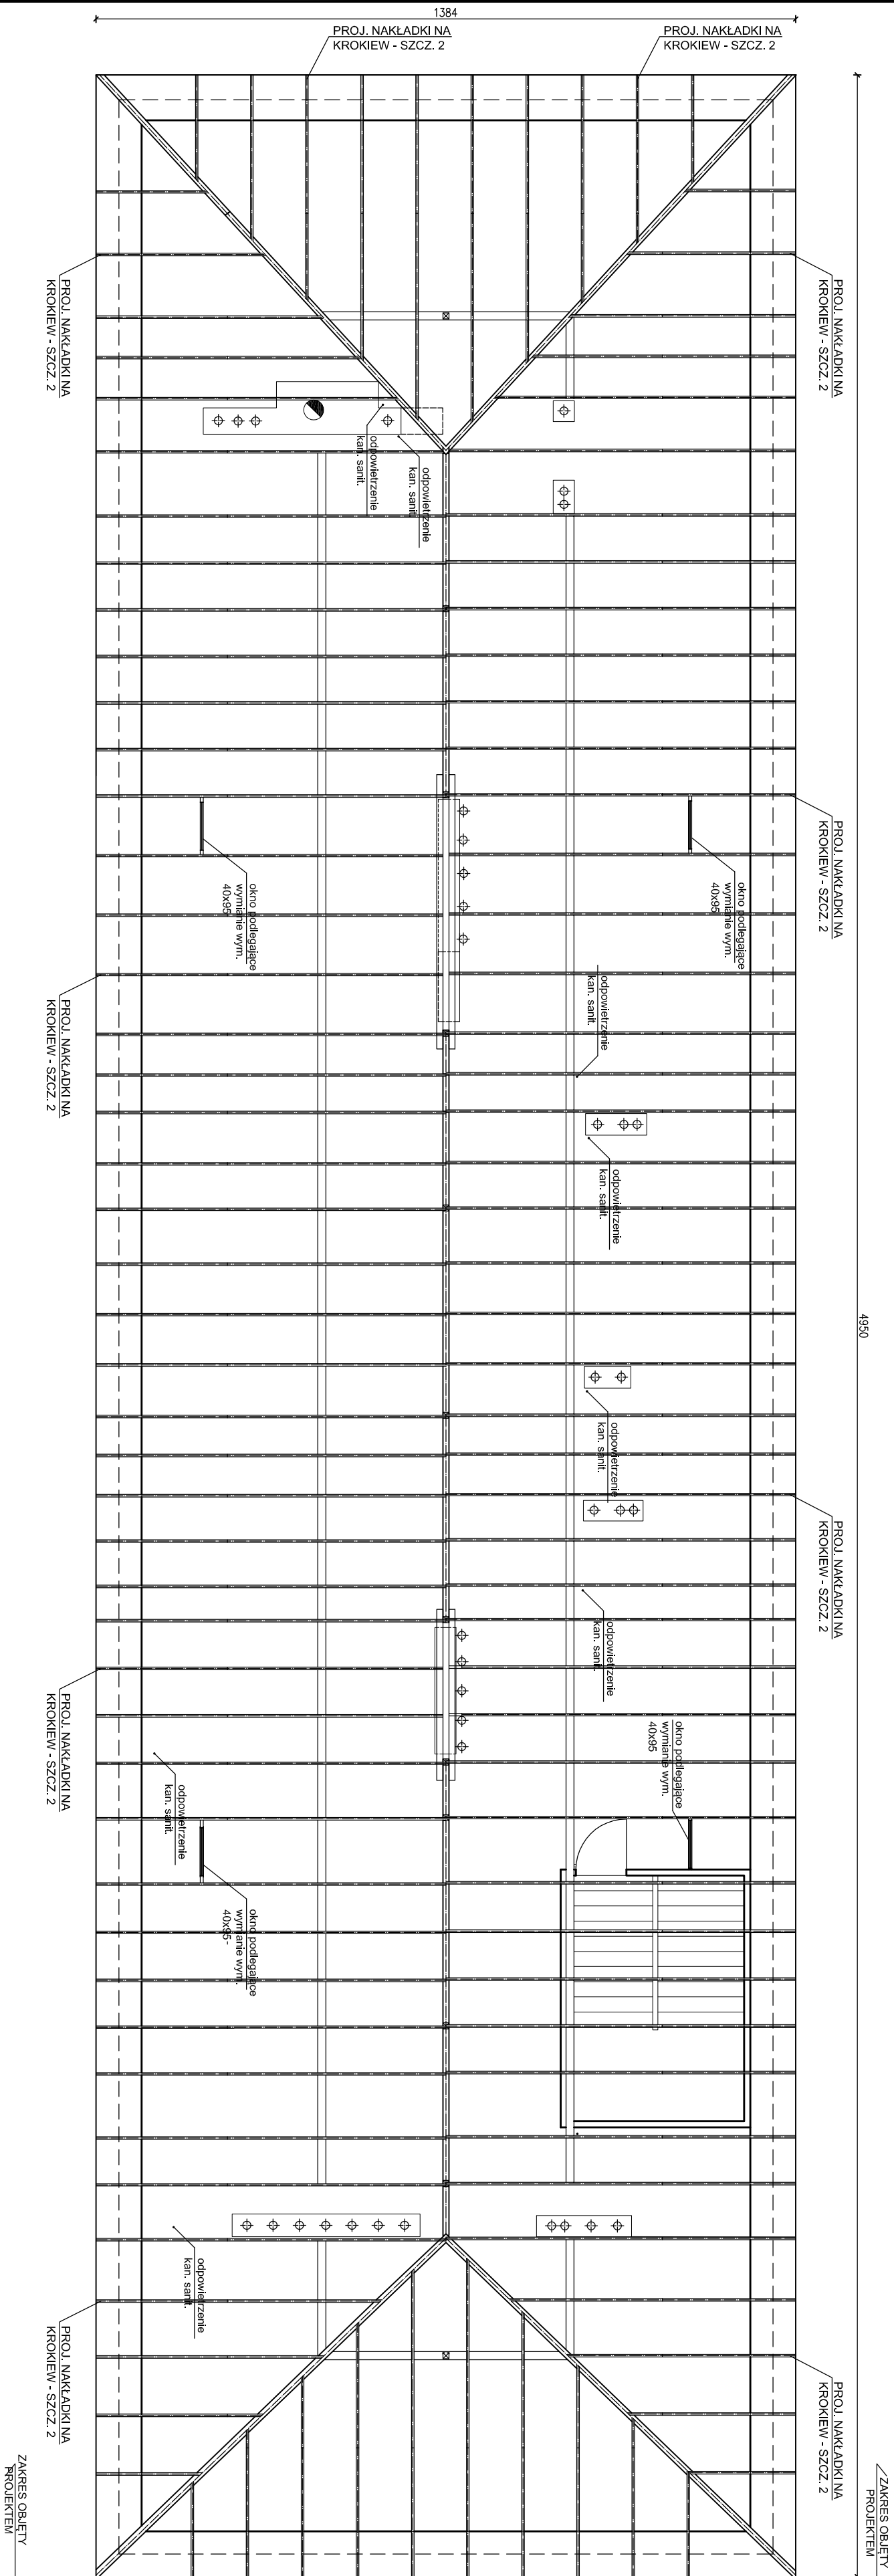 1384
PROJ. NAKŁADKI NA
KROKIEW - SZCZ. 2
PROJ. NAKŁADKI NA
KROKIEW - SZCZ. 2
PROJ. NAKŁADKI NA
KROKIEW - SZCZ. 2
PROJ. NAKŁADKI NA
KROKIEW - SZCZ. 2
odpowietrzenie
kan. sanit.
odpowietrzenie
kan. sanit.
PROJ. NAKŁADKI NA
KROKIEW - SZCZ. 2
okno podlegające
wymianie wym.
40x95
okno podlegające
wymianie wym.
40x95
odpowietrzenie
kan. sanit.
PROJ. NAKŁADKI NA
KROKIEW - SZCZ. 2
odpowietrzenie
kan. sanit.
4950
odpowietrzenie
kan. sanit.
PROJ. NAKŁADKI NA
KROKIEW - SZCZ. 2
odpowietrzenie
kan. sanit.
PROJ. NAKŁADKI NA
KROKIEW - SZCZ. 2
okno podlegające
wymianie wym.
40x95
odpowietrzenie
kan. sanit.
okno podlegające
wymianie wym.
40x95
odpowietrzenie
kan. sanit.
PROJ. NAKŁADKI NA
KROKIEW - SZCZ. 2
PROJ. NAKŁADKI NA
KROKIEW - SZCZ. 2
ZAKRES OBJĘTY
PROJEKTEM
ZAKRES OBJĘTY
PROJEKTEM